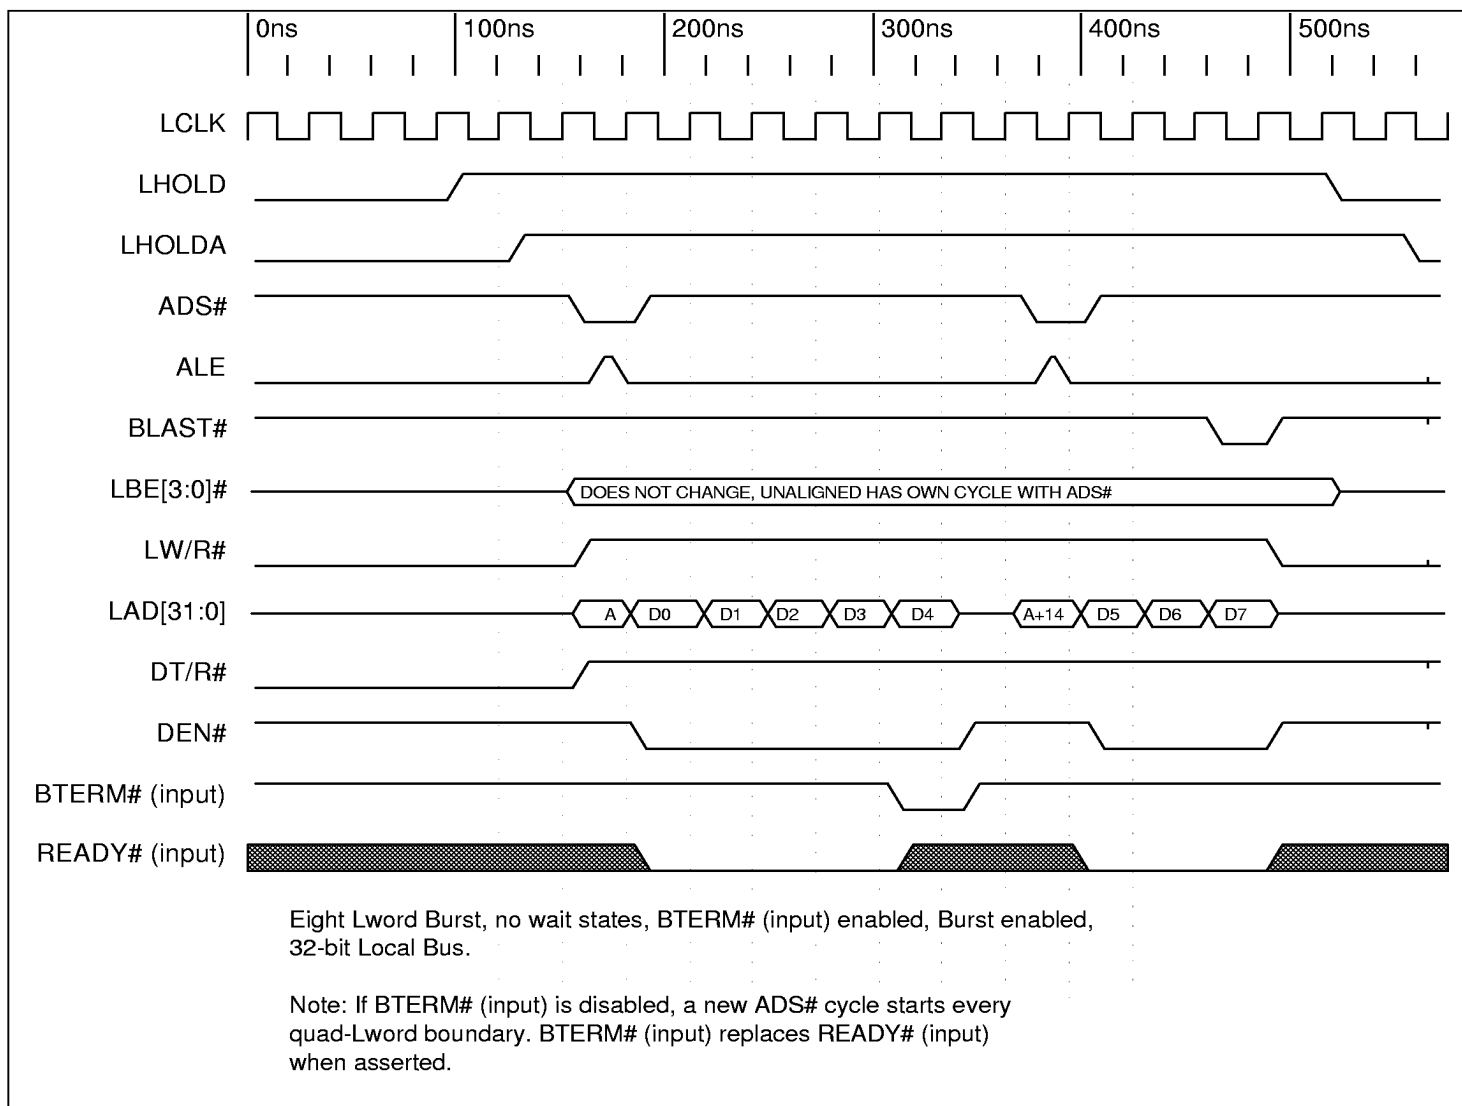 0ns 100ns 200ns 300ns 400ns 500ns
LCLK
LHOLD
LHOLDA
ADS#
ALE
BLAST#
LBE[3:0]# DOES NOT CHANGE, UNALIGNED HAS OWN CYCLE WITH ADS#
LW/R#
LAD[31:0] A D0 D1 D2 D3 D4 A+14 D5 D6 D7
DT/R#
DEN#
BTERM# (input)
READY# (input)
Eight Lword Burst, no wait states, BTERM# (input) enabled, Burst enabled,
32-bit Local Bus.
Note: If BTERM# (input) is disabled, a new ADS# cycle starts every
quad-Lword boundary. BTERM# (input) replaces READY# (input)
when asserted.